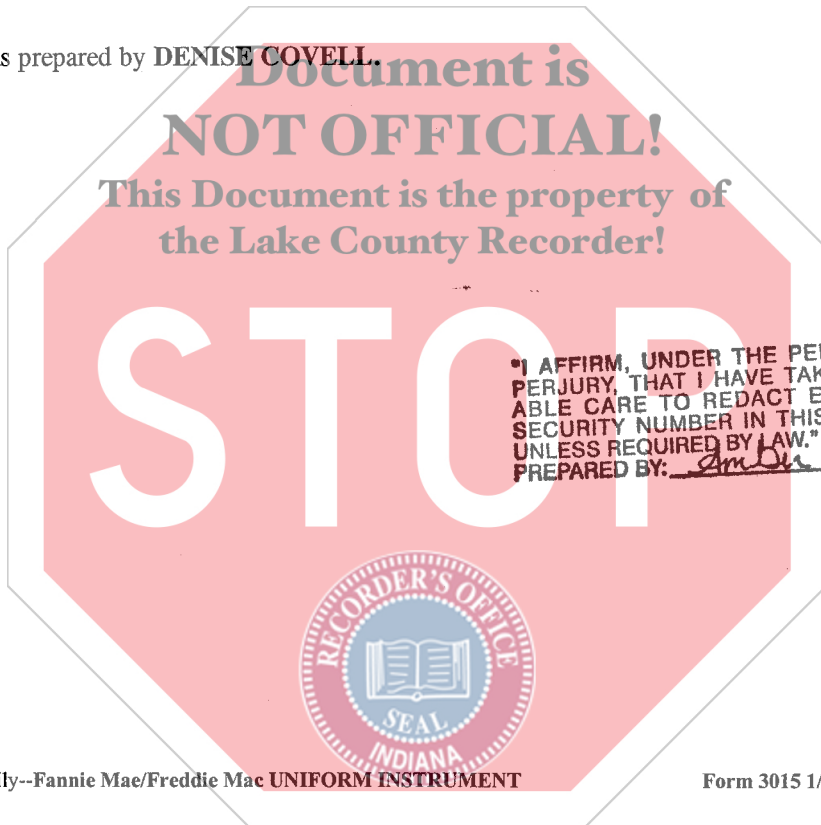 s prepared by DENISE COVELL.
Document is
NOT OFFICIAL!
This Document is the property of
the Lake County Recorder!
STOP
"I AFFIRM, UNDER THE PE
PERJURY, THAT I HAVE TAK
ABLE CARE TO REDACT E
SECURITY NUMBER IN THIS
UNLESS REQUIRED BY LAW."
PREPARED BY: Amber
RECORDER'S OFFICE
SEAL
INDIANA
ly--Fannie Mae/Freddie Mac UNIFORM INSTRUMENT
Form 3015 1/